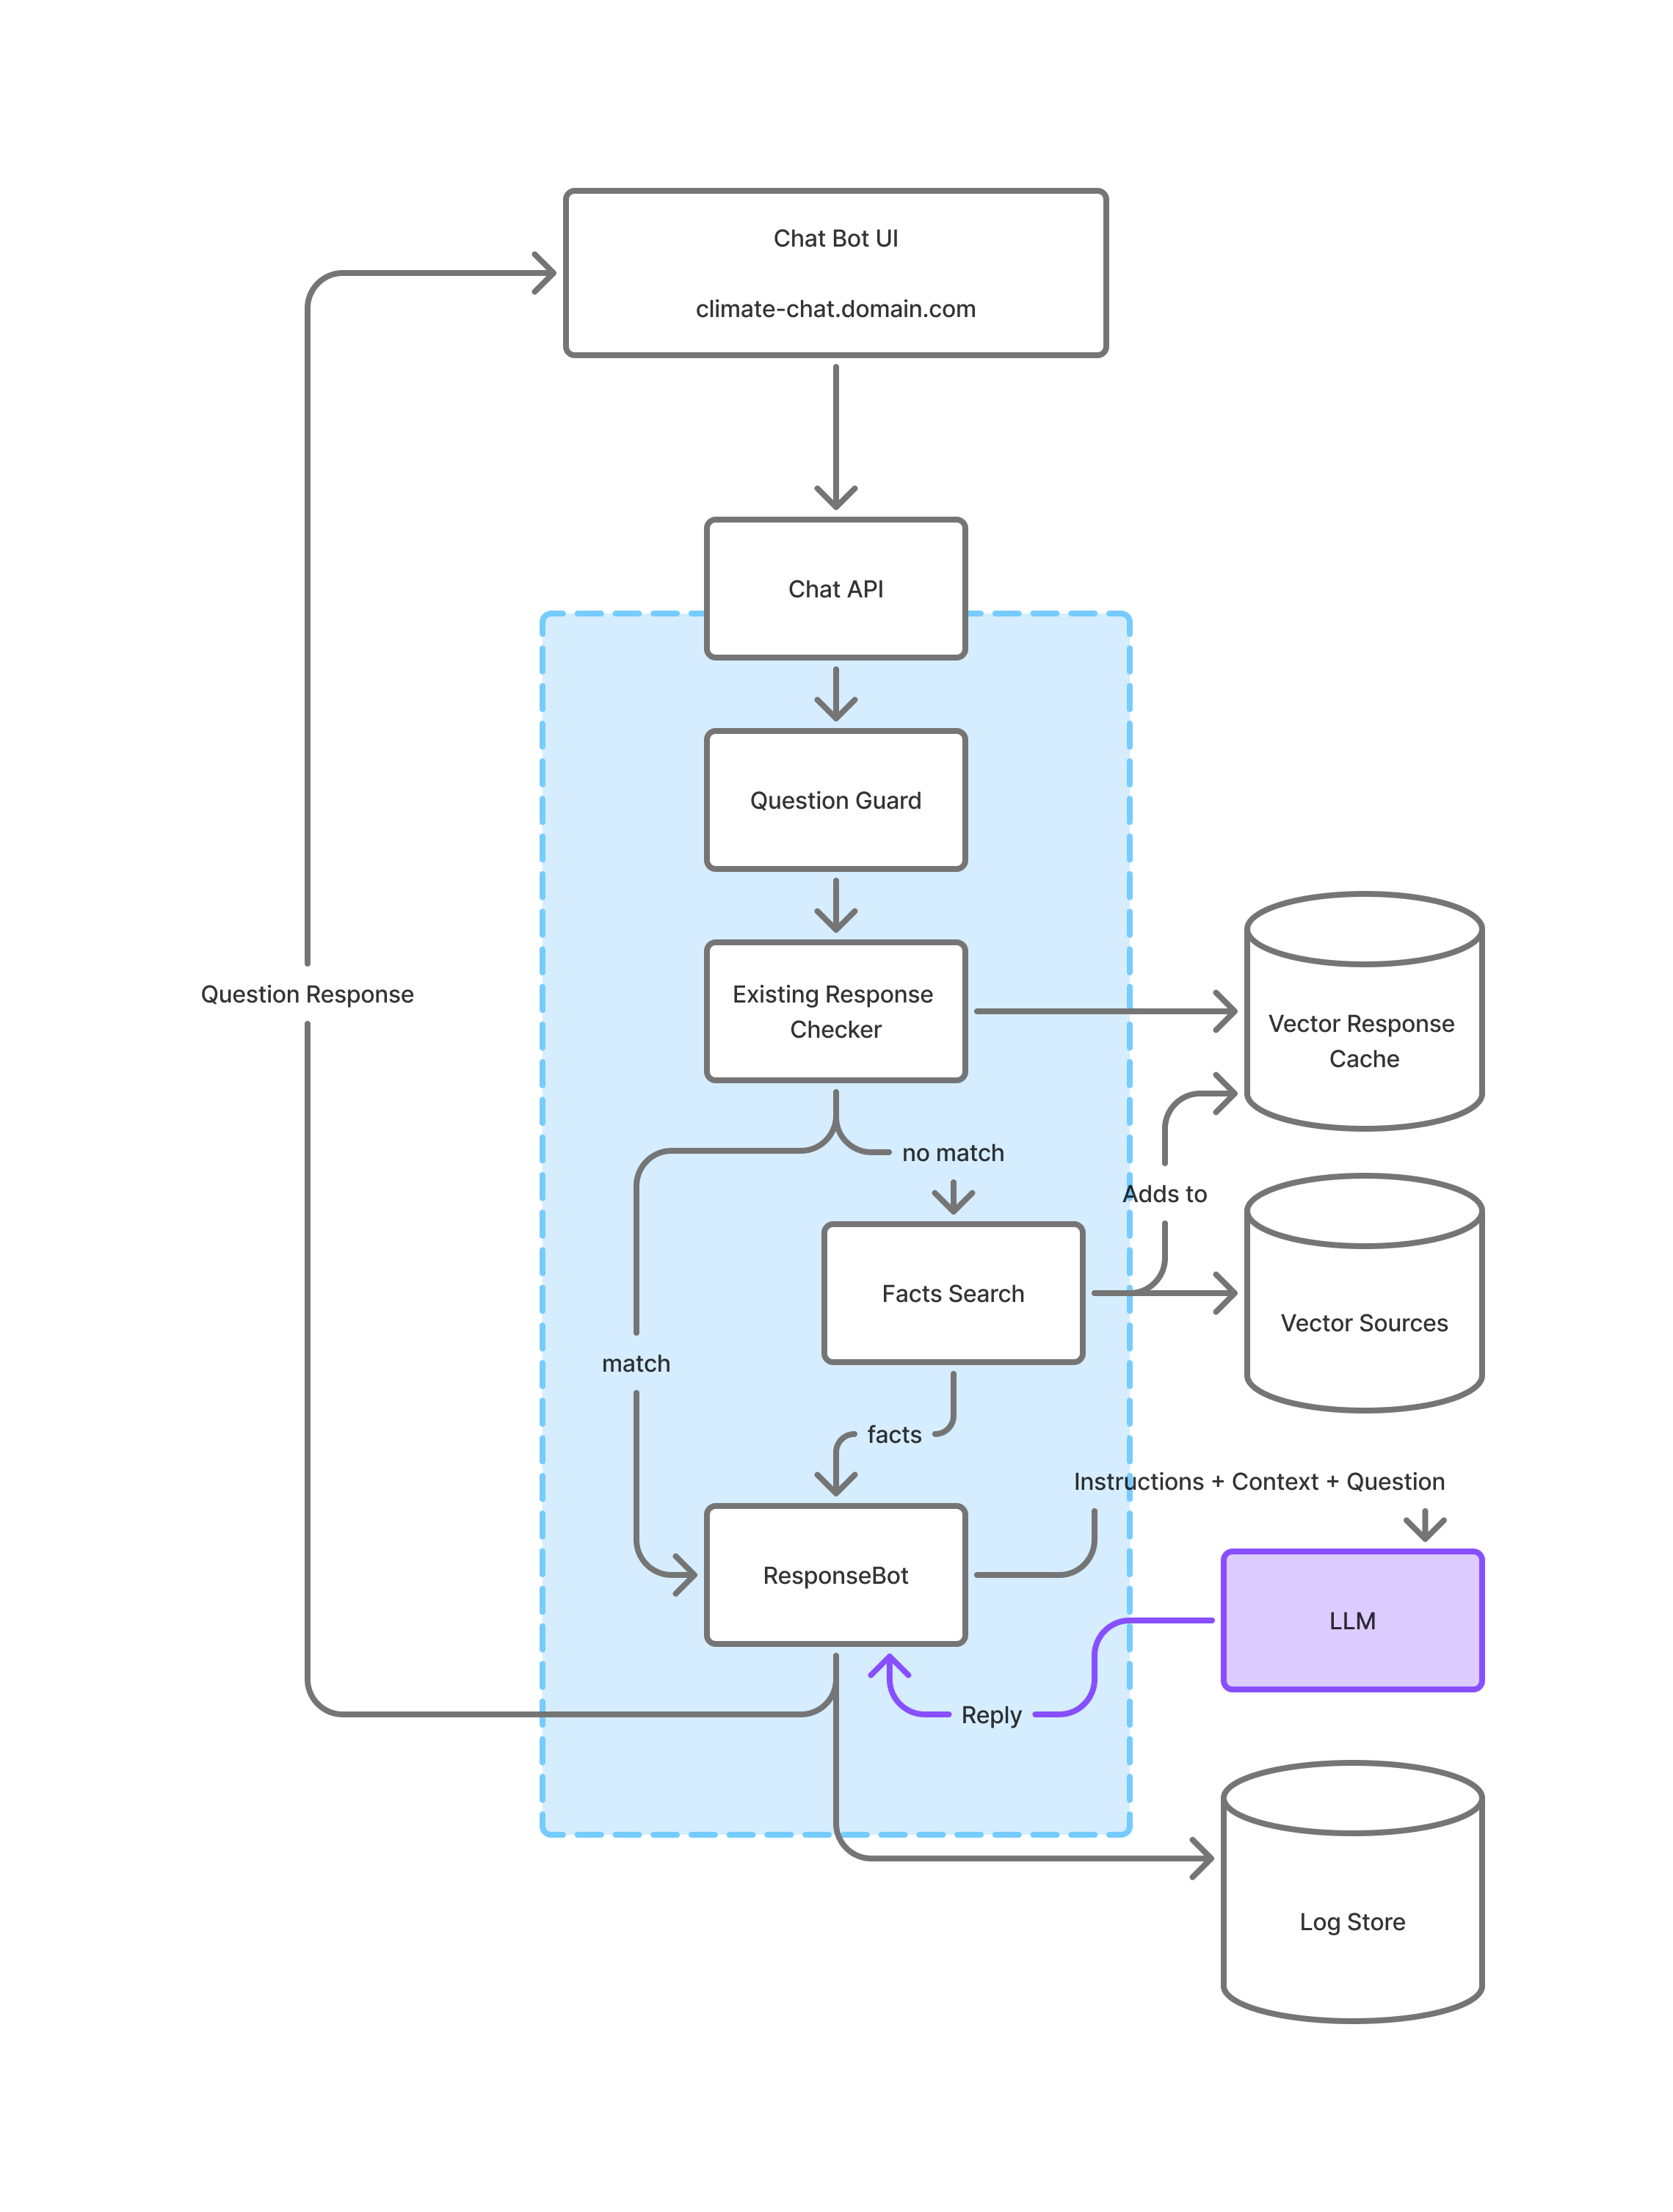 Chat Bot UI
climate-chat.domain.com
Chat API
Question Guard
Existing Response
Checker
Question Response
Vector Response
Cache
no match
Adds to
Facts Search
Vector Sources
match
facts
Instructions + Context + Question
ResponseBot
LLM
Reply
Log Store